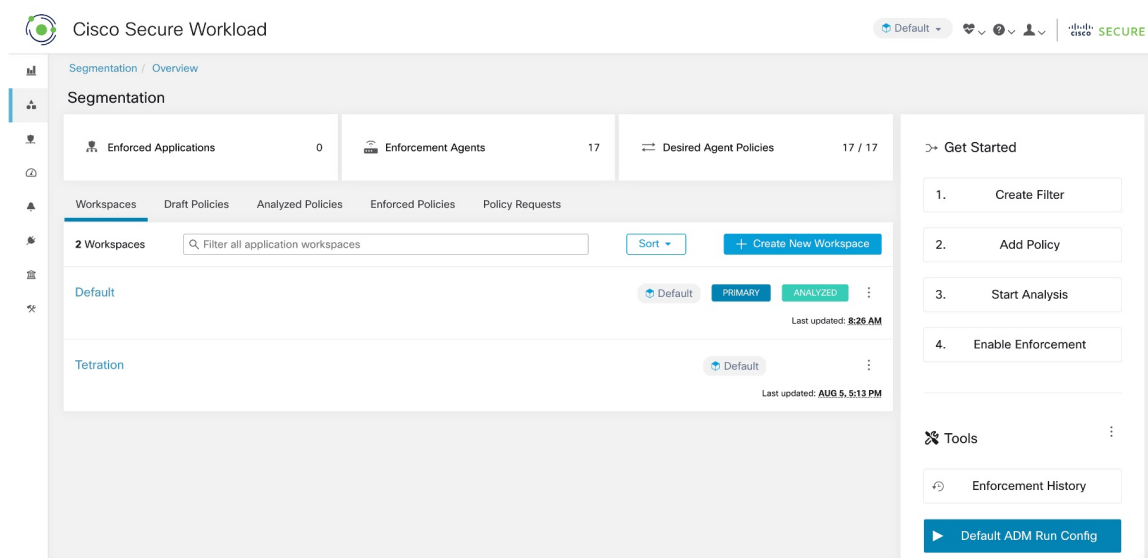 Cisco Secure Workload
Default
cisco SECURE
Segmentation / Overview
Segmentation
Enforced Applications 0
Enforcement Agents 17
Desired Agent Policies 17 / 17
Workspaces Draft Policies Analyzed Policies Enforced Policies Policy Requests
2 Workspaces Filter all application workspaces Sort + Create New Workspace
Default Default PRIMARY ANALYZED
Last updated: 8:26 AM
Tetration Default
Last updated: AUG 5, 5:13 PM
Get Started
1. Create Filter
2. Add Policy
3. Start Analysis
4. Enable Enforcement
Tools
Enforcement History
Default ADM Run Config